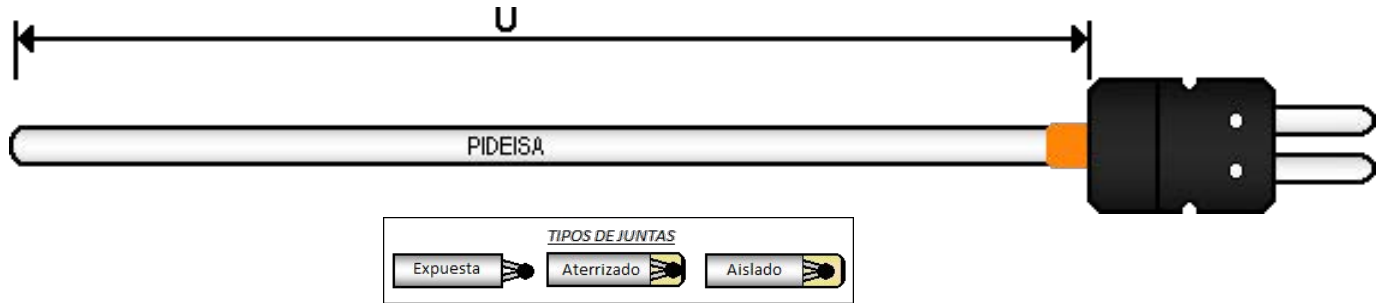 U
PIDEISA
TIPOS DE JUNTAS
Expuesta Aterrizado Aislado